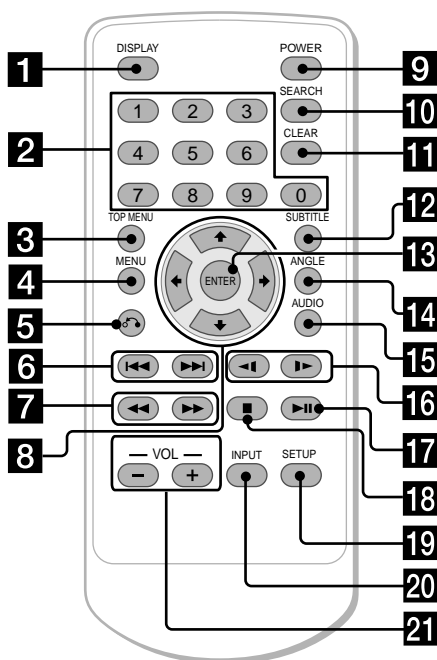 DISPLAY
POWER
1
9
SEARCH
1 2 3
10
CLEAR
2
4 5 6
11
7 8 9 0
TOP MENU
SUBTITLE
12
3
MENU
ENTER
ANGLE
13
4
AUDIO
14
5
15
6
16
7
17
8
– VOL –
INPUT
SETUP
18
- +
19
20
21